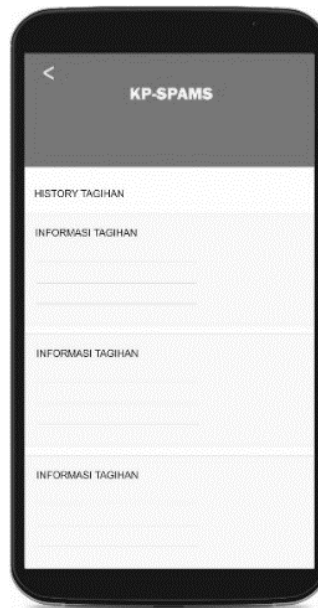 <
KP-SPAMS
HISTORY TAGIHAN
INFORMASI TAGIHAN
INFORMASI TAGIHAN
INFORMASI TAGIHAN